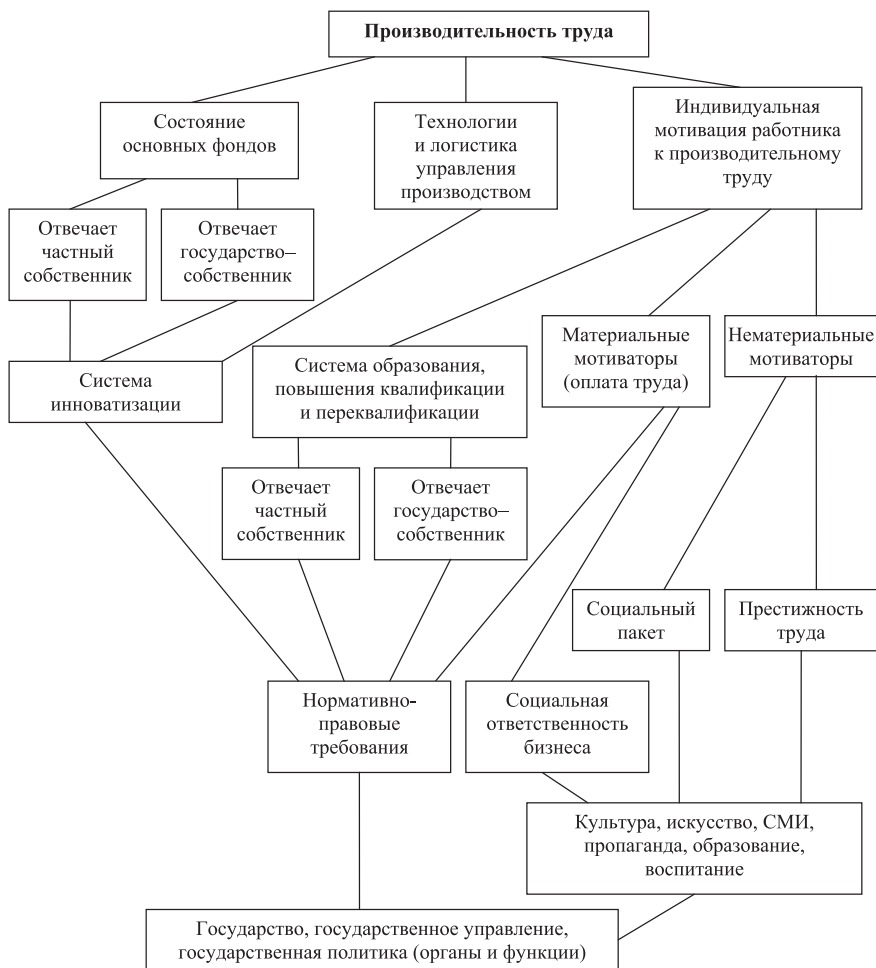 Производительность труда
Состояние
основных фондов
Технологии
и логистика
управления
производством
Индивидуальная
мотивация работника
к производительному
труду
Отвечает
частный
собственник
Отвечает
государство–
собственник
Система
инноватизации
Система образования,
повышения квалификации
и переквалификации
Материальные
мотиваторы
(оплата труда)
Нематериальные
мотиваторы
Отвечает
частный
собственник
Отвечает
государство–
собственник
Социальный
пакет
Престижность
труда
Нормативно-
правовые
требования
Социальная
ответственность
бизнеса
Культура, искусство, СМИ,
пропаганда, образование,
воспитание
Государство, государственное управление,
государственная политика (органы и функции)